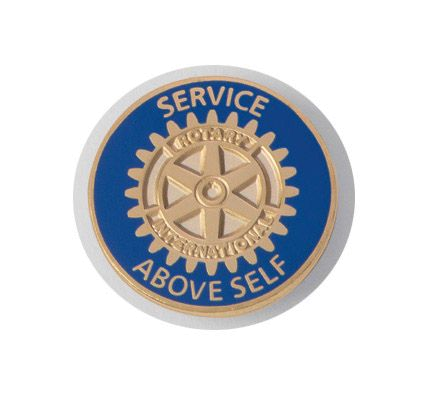 SERVICE
ROTARY
INTERNATIONAL
ABOVE SELF